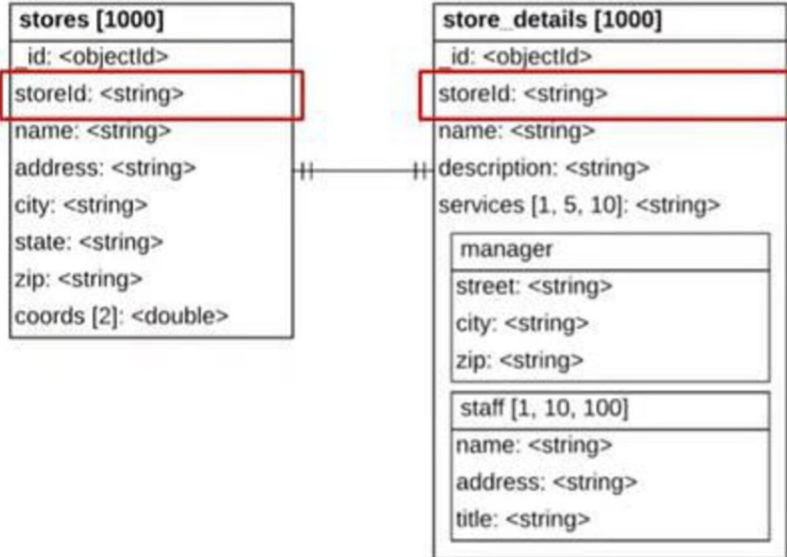 stores [1000]
_id: <objectId>
storeId: <string>
name: <string>
address: <string>
city: <string>
state: <string>
zip: <string>
coords [2]: <double>
store_details [1000]
_id: <objectId>
storeId: <string>
name: <string>
description: <string>
services [1, 5, 10]: <string>
manager
street: <string>
city: <string>
zip: <string>
staff [1, 10, 100]
name: <string>
address: <string>
title: <string>